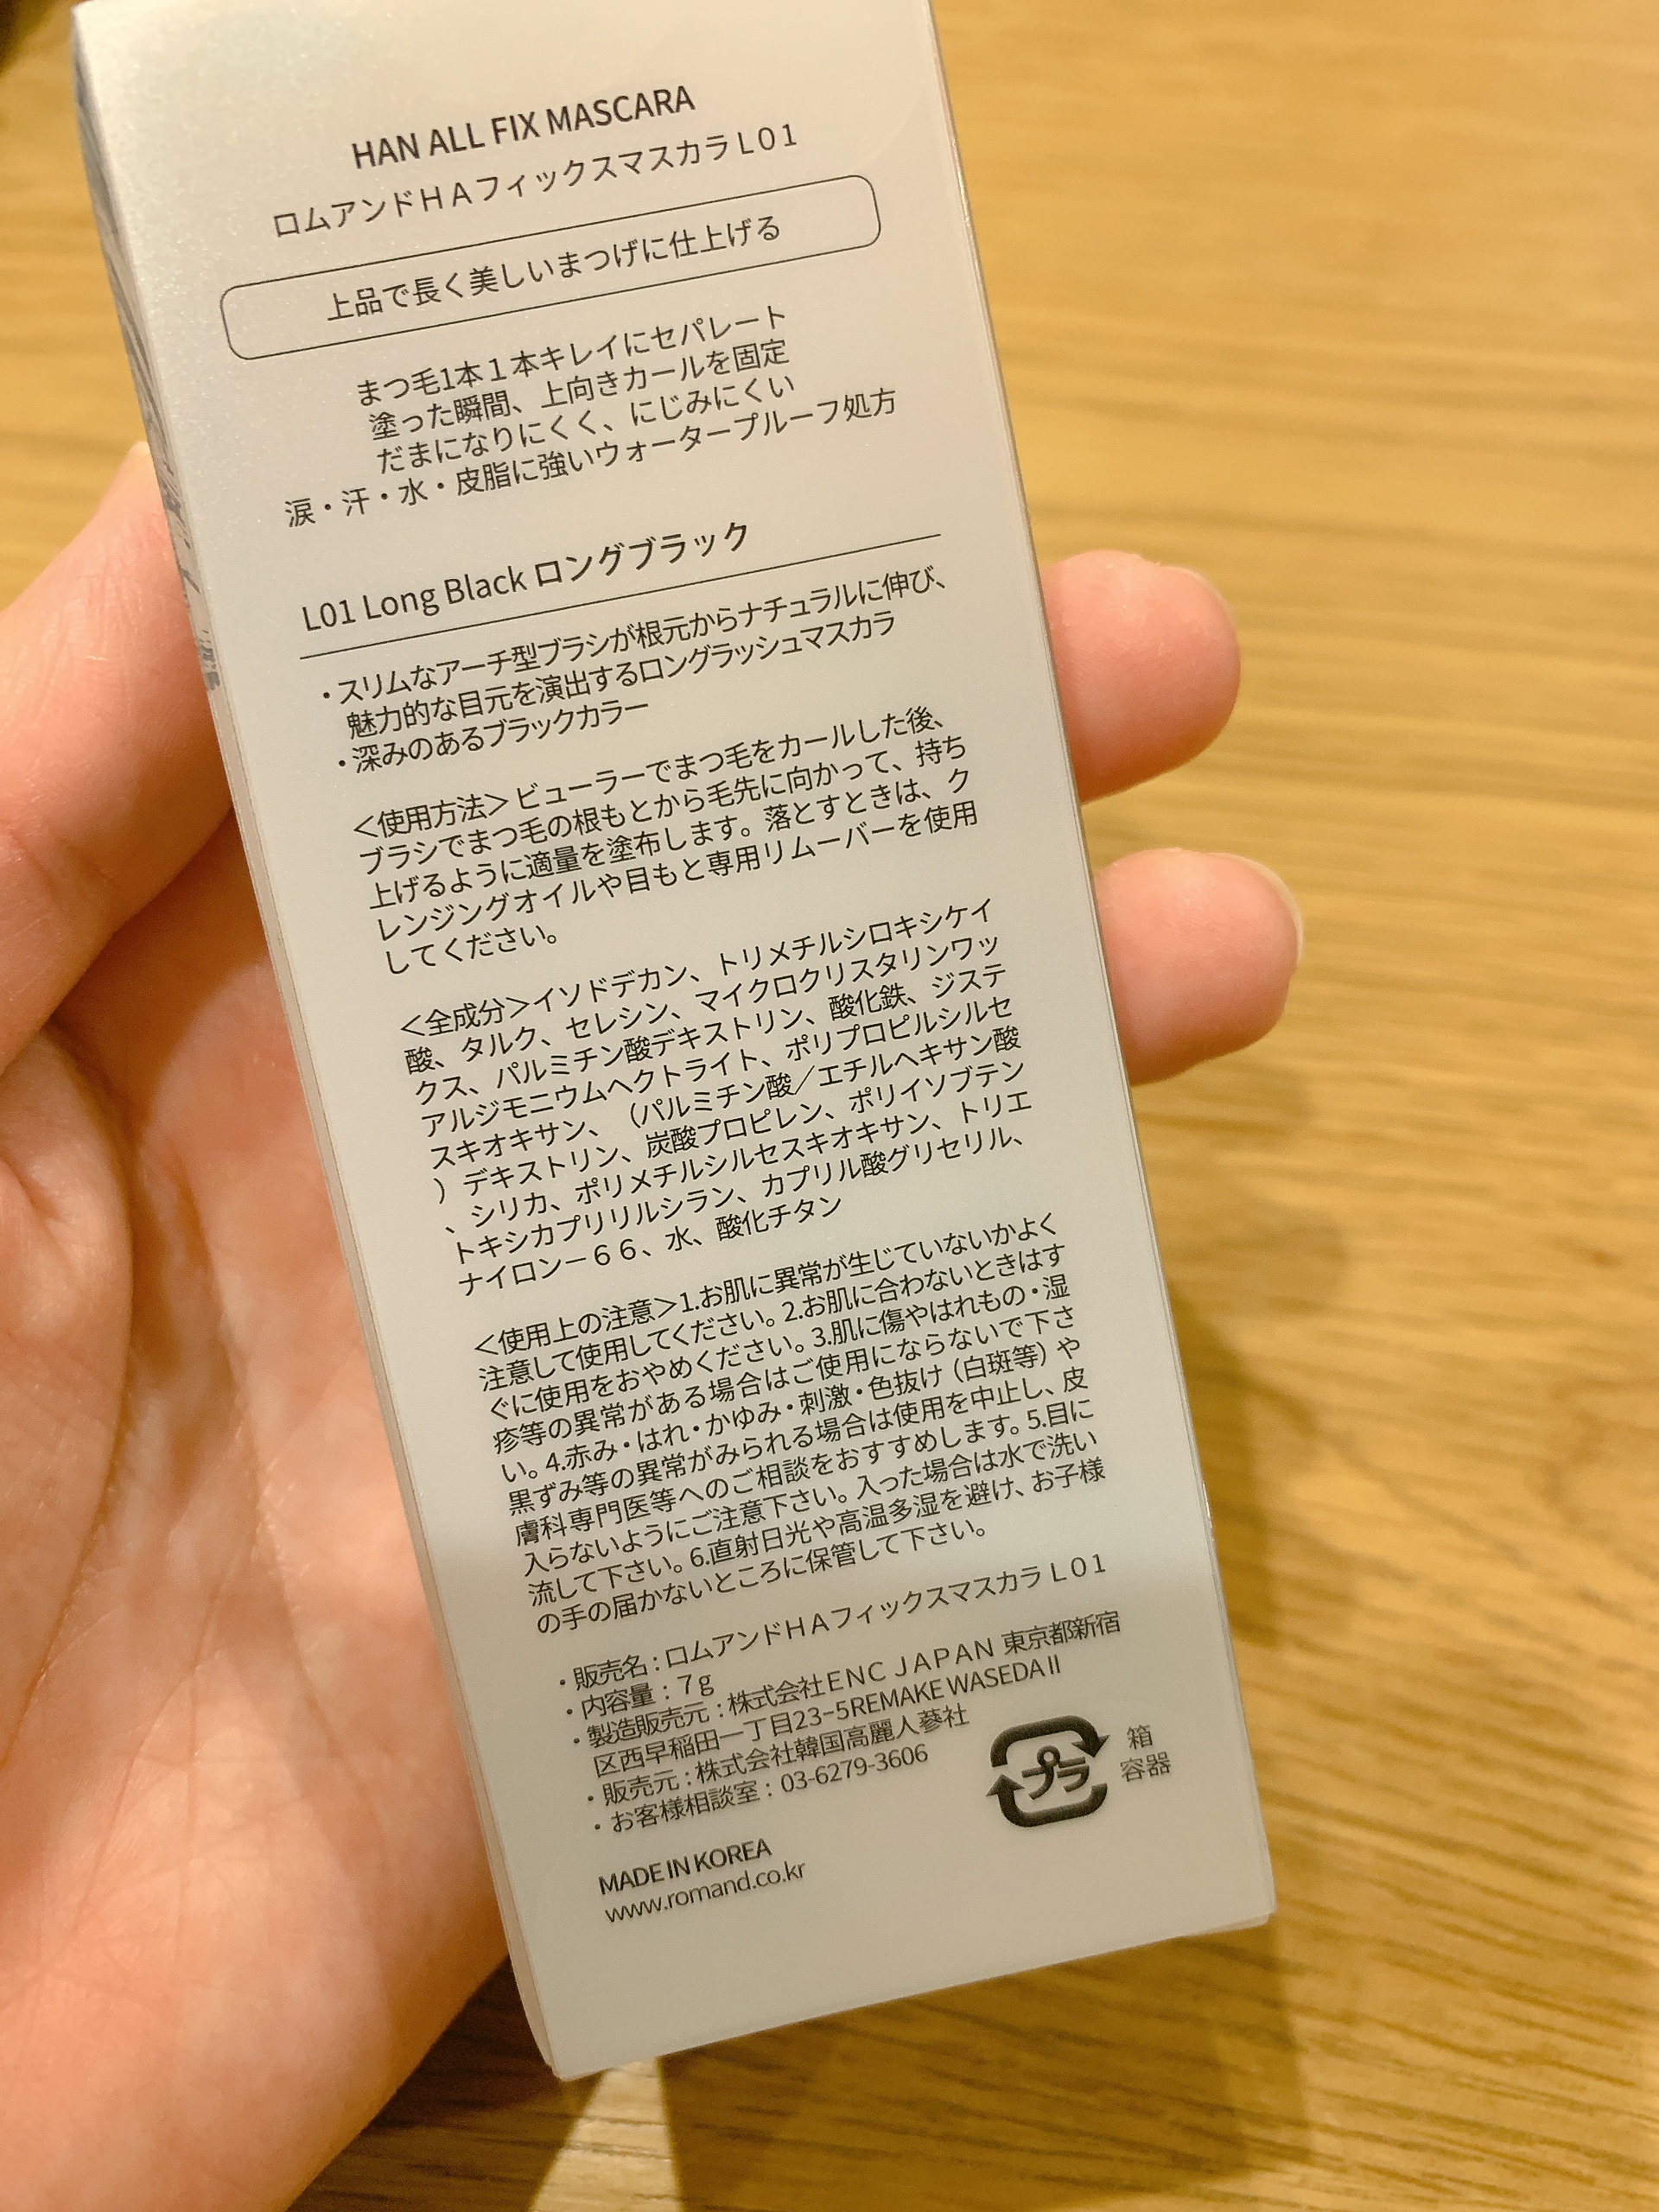 HAN ALL FIX MASCARA
ロムアンドＨＡフィックスマスカラＬ０１
上品で長く美しいまつげに仕上げる
まつ毛1本１本キレイにセパレート
塗った瞬間、上向きカールを固定
だまになりにくく、にじみにくい
涙・汗・水・皮脂に強いウォータープルーフ処方
L01 Long Black ロングブラック
・スリムなアーチ型ブラシが根元からナチュラルに伸び、
魅力的な目元を演出するロングラッシュマスカラ
・深みのあるブラックカラー
＜使用方法＞ビューラーでまつ毛をカールした後、
ブラシでまつ毛の根もとから毛先に向かって、持ち
上げるように適量を塗布します。落とすときは、ク
レンジングオイルや目もと専用リムーバーを使用
してください。
＜全成分＞イソドデカン、トリメチルシロキシケイ
酸、タルク、セレシン、マイクロクリスタリンワッ
クス、パルミチン酸デキストリン、酸化鉄、ジステ
アルジモニウムヘクトライト、ポリプロピルシルセ
スキオキサン、（パルミチン酸／エチルヘキサン酸
）デキストリン、炭酸プロピレン、ポリイソブテン
、シリカ、ポリメチルシルセスキオキサン、トリエ
トキシカプリリルシラン、カプリル酸グリセリル、
ナイロン－６６、水、酸化チタン
＜使用上の注意＞1.お肌に異常が生じていないかよく
注意して使用してください。2.お肌に合わないときはす
ぐに使用をおやめください。3.肌に傷やはれもの・湿
疹等の異常がある場合はご使用にならないで下さ
い。4.赤み・はれ・かゆみ・刺激・色抜け（白斑等）や
黒ずみ等の異常がみられる場合は使用を中止し、皮
膚科専門医等へのご相談をおすすめします。5.目に
入らないようにご注意下さい。入った場合は水で洗い
流して下さい。6.直射日光や高温多湿を避け、お子様
の手の届かないところに保管して下さい。
・販売名：ロムアンドＨＡフィックスマスカラ Ｌ０１
・内容量：７ｇ
・製造販売元：株式会社ＥＮＣ ＪＡＰＡＮ 東京都新宿
区西早稲田一丁目23-5REMAKE WASEDAⅡ
・販売元：株式会社韓国高麗人蔘社
・お客様相談室：03-6279-3606
プラ
箱
容器
MADE IN KOREA
www.romand.co.kr